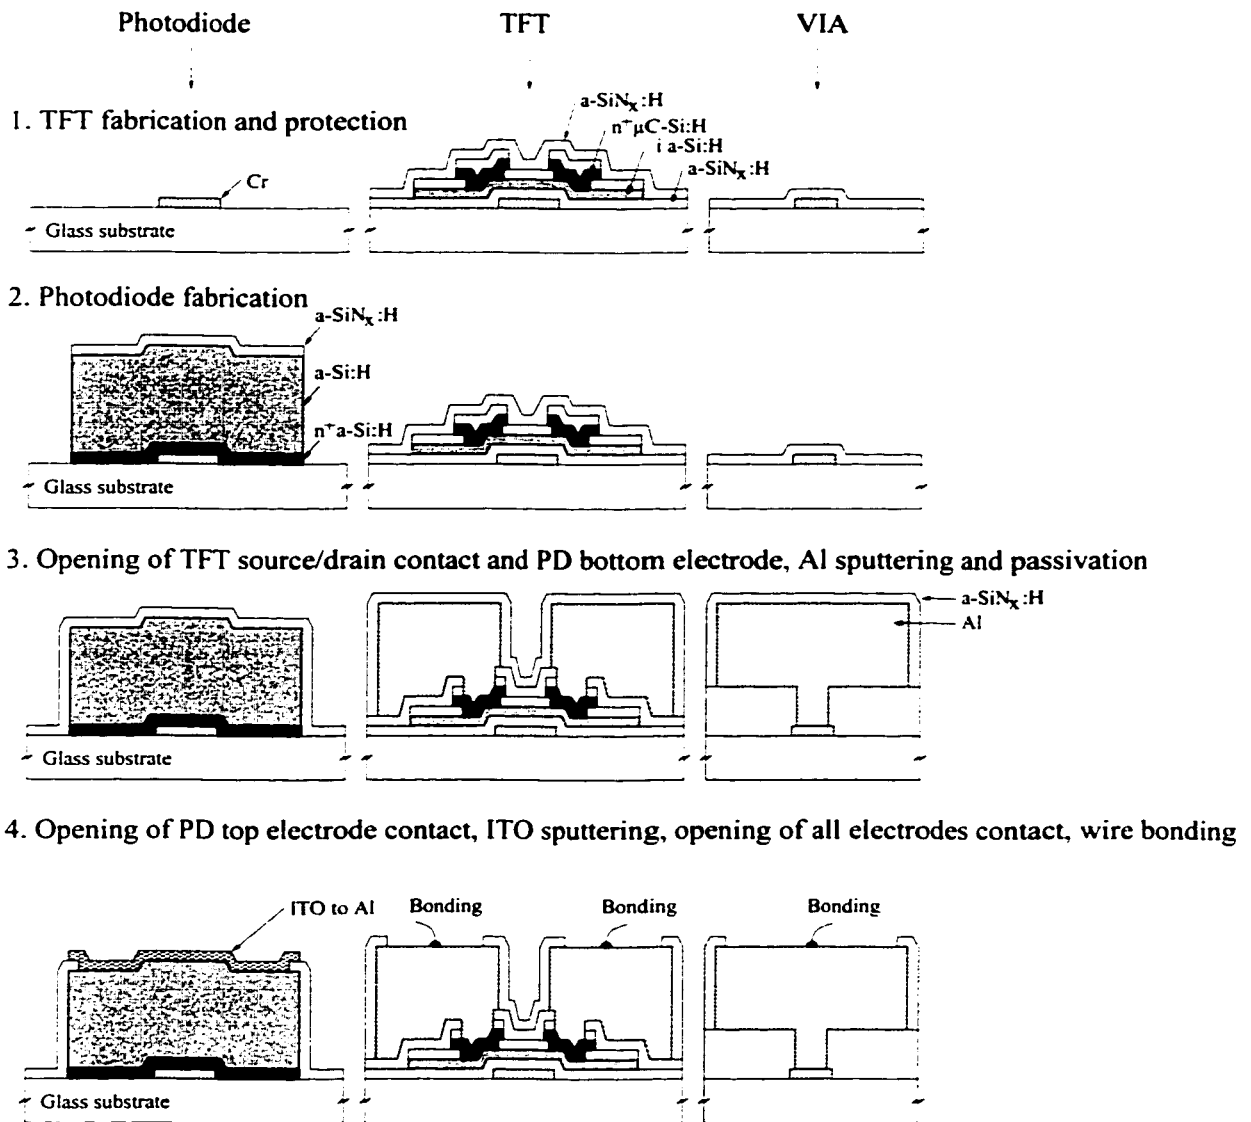 Photodiode TFT VIA
1. TFT fabrication and protection
a-SiNx:H
n⁺μC-Si:H
i a-Si:H
a-SiNx:H
Cr
Glass substrate
2. Photodiode fabrication
a-SiNx:H
a-Si:H
n⁺a-Si:H
Glass substrate
3. Opening of TFT source/drain contact and PD bottom electrode, Al sputtering and passivation
a-SiNx:H
Al
Glass substrate
4. Opening of PD top electrode contact, ITO sputtering, opening of all electrodes contact, wire bonding
ITO to Al
Bonding Bonding Bonding
Glass substrate